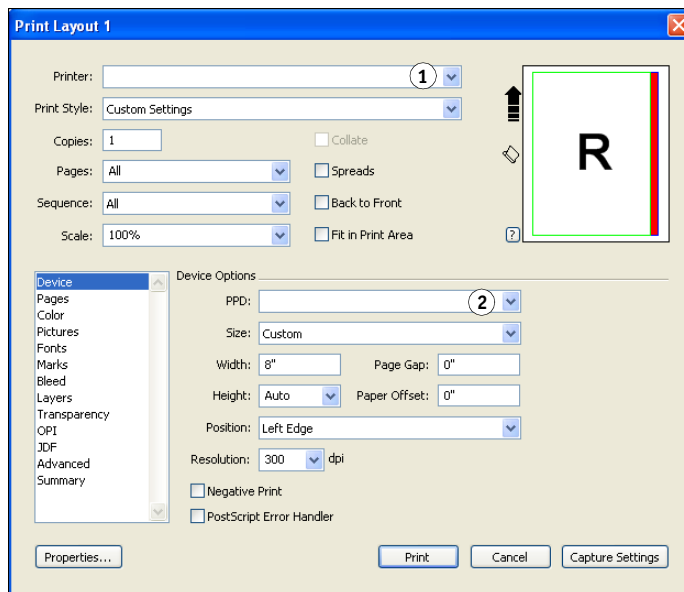 Print Layout 1
Printer: 1
Print Style: Custom Settings
Copies: 1 Collate
Pages: All Spreads
Sequence: All Back to Front
Scale: 100% Fit in Print Area
R
?
Device
Pages
Color
Pictures
Fonts
Marks
Bleed
Layers
Transparency
OPI
JDF
Advanced
Summary
Device Options
PPD: 2
Size: Custom
Width: 8" Page Gap: 0"
Height: Auto Paper Offset: 0"
Position: Left Edge
Resolution: 300 dpi
Negative Print
PostScript Error Handler
Properties... Print Cancel Capture Settings